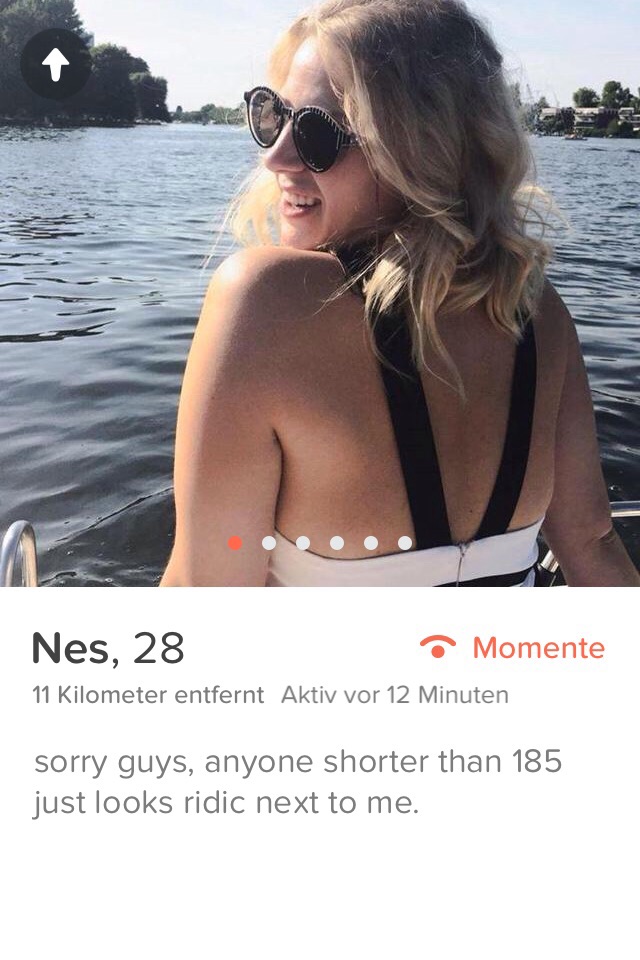 Nes, 28
Momente
11 Kilometer entfernt Aktiv vor 12 Minuten
sorry guys, anyone shorter than 185
just looks ridic next to me.